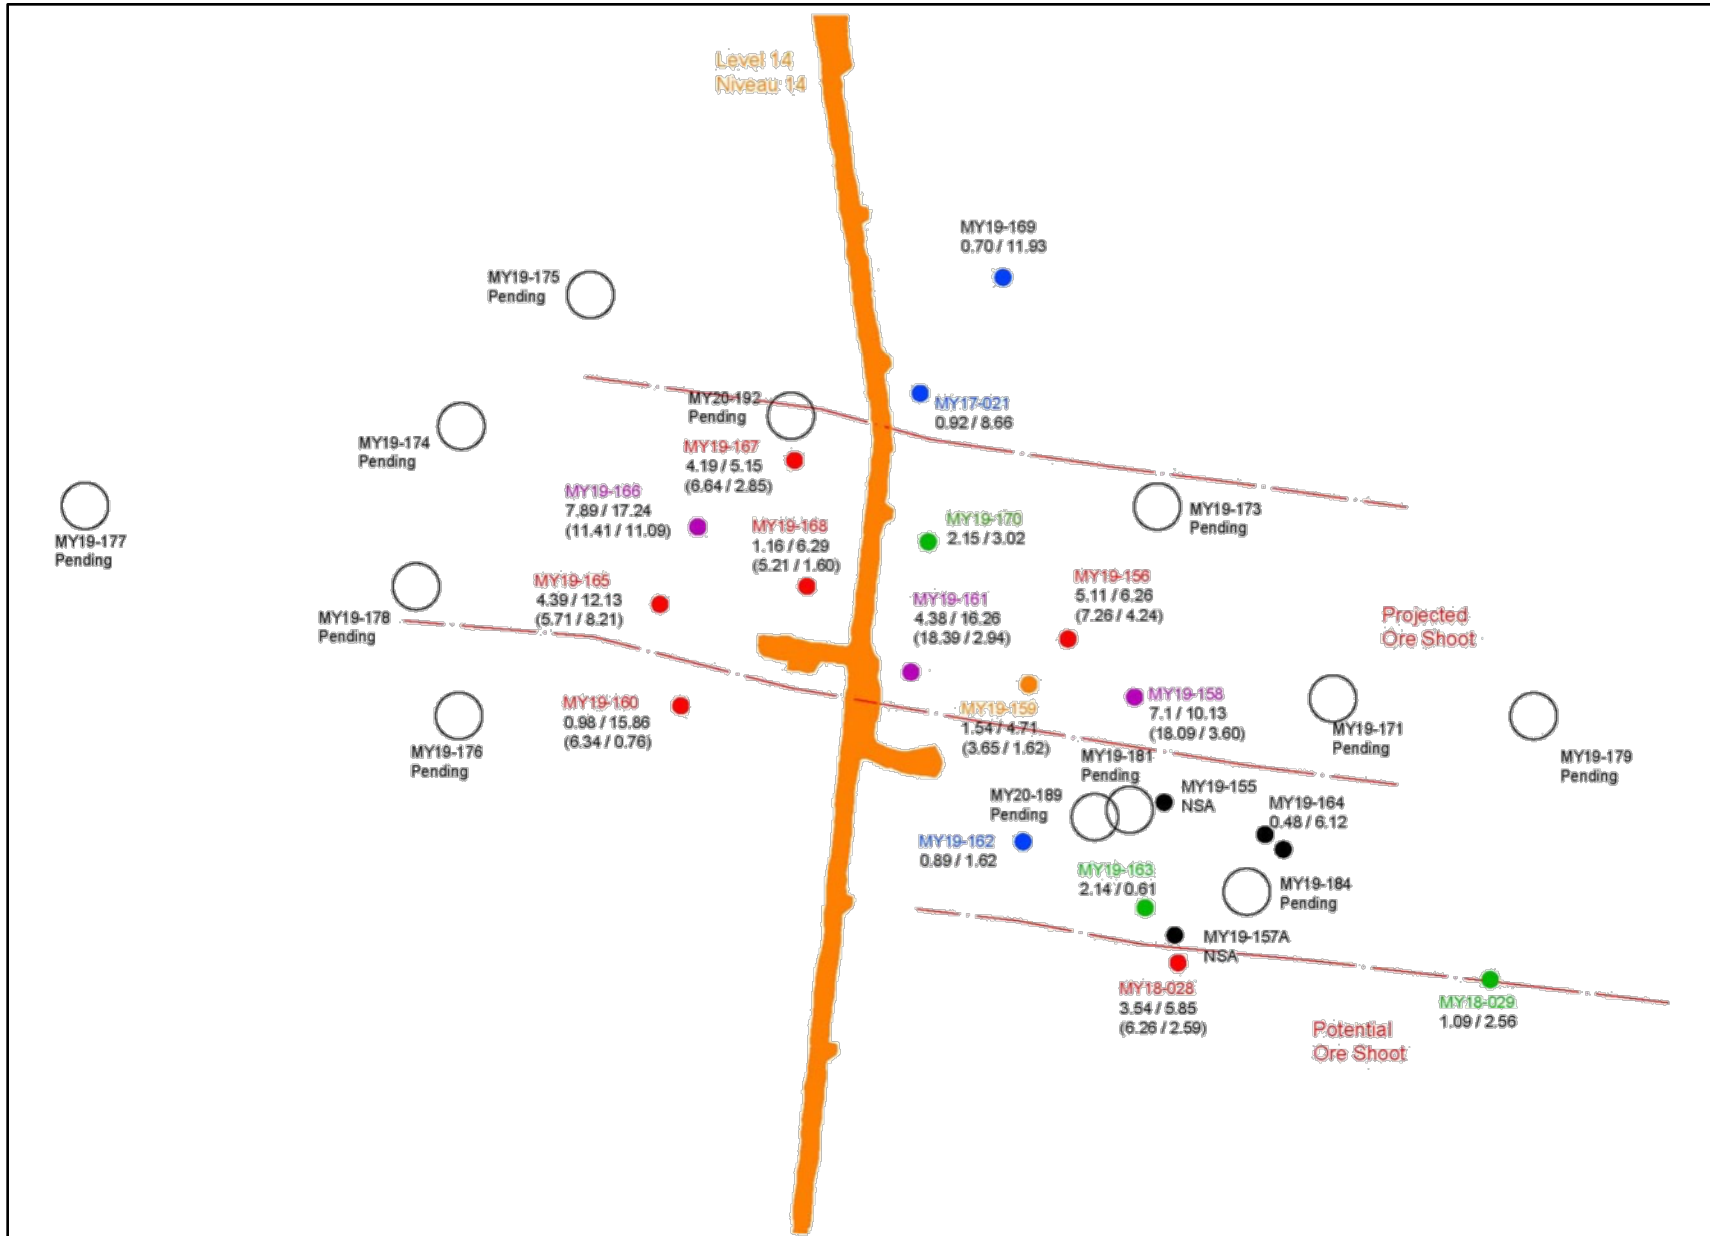 Level 14
Niveau 14
MY19-169
0.70 / 11.93
MY19-175
Pending
MY20-192
Pending
MY17-021
0.92 / 8.66
MY19-174
Pending
MY19-167
4.19 / 5.15
(6.64 / 2.85)
MY19-166
7.89 / 17.24
(11.41 / 11.09)
MY19-173
Pending
MY19-177
Pending
MY19-168
1.16 / 6.29
(5.21 / 1.60)
MY19-170
2.15 / 3.02
MY19-165
4.39 / 12.13
(5.71 / 8.21)
MY19-156
5.11 / 6.26
(7.26 / 4.24)
MY19-161
4.38 / 16.26
(18.39 / 2.94)
MY19-178
Pending
Projected
Ore Shoot
MY19-160
0.98 / 15.86
(6.34 / 0.76)
MY19-159
1.54 / 4.71
(3.65 / 1.62)
MY19-158
7.1 / 10.13
(18.09 / 3.60)
MY19-171
Pending
MY19-179
Pending
MY19-176
Pending
MY19-181
Pending
MY20-189
Pending
MY19-155
NSA
MY19-164
0.48 / 6.12
MY19-162
0.89 / 1.62
MY19-163
2.14 / 0.61
MY19-184
Pending
MY19-157A
NSA
MY18-028
3.54 / 5.85
(6.26 / 2.59)
MY18-029
1.09 / 2.56
Potential
Ore Shoot